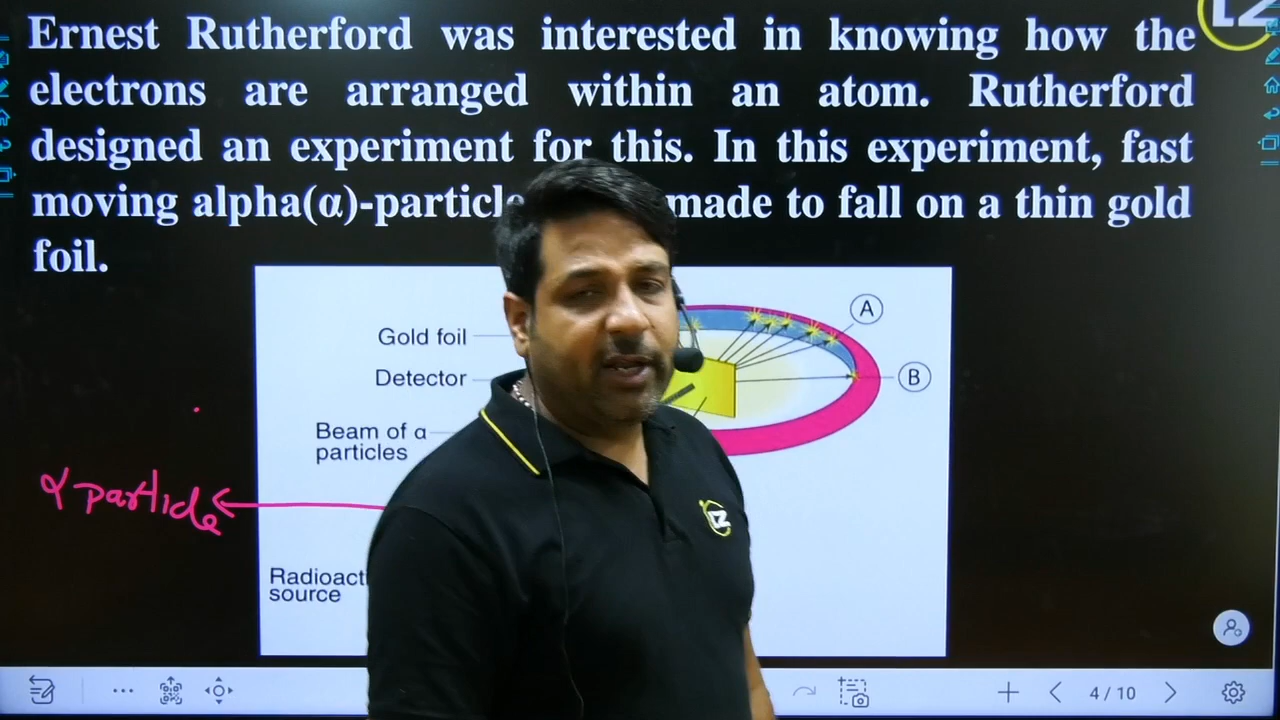 Ernest Rutherford was interested in knowing how the
electrons are arranged within an atom. Rutherford
designed an experiment for this. In this experiment, fast
moving alpha(α)-particle made to fall on a thin gold
foil.
Gold foil
Detector
Beam of α
particles
A
B
α particle
Radioact
source
4/10
LZ